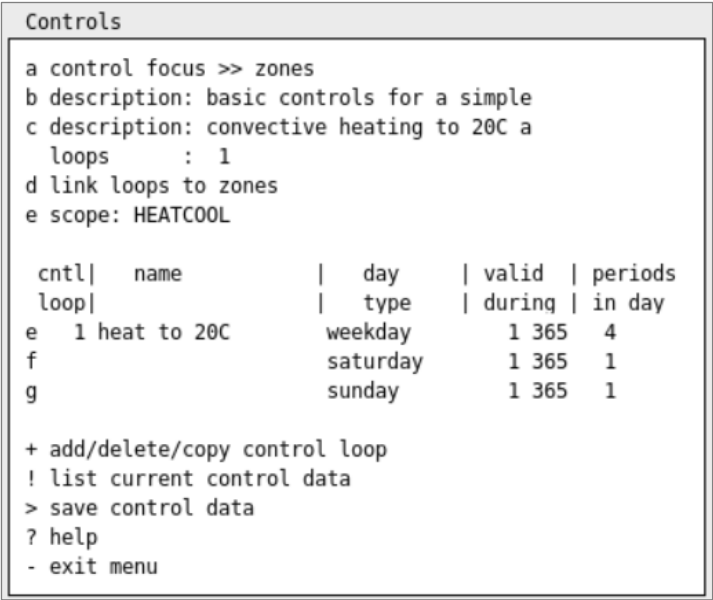 Controls
a control focus >> zones
b description: basic controls for a simple
c description: convective heating to 20C a
loops : 1
d link loops to zones
e scope: HEATCOOL
cntl| name | day | valid | periods
loop| | type | during | in day
e 1 heat to 20C weekday 1 365 4
f saturday 1 365 1
g sunday 1 365 1
+ add/delete/copy control loop
! list current control data
> save control data
? help
- exit menu